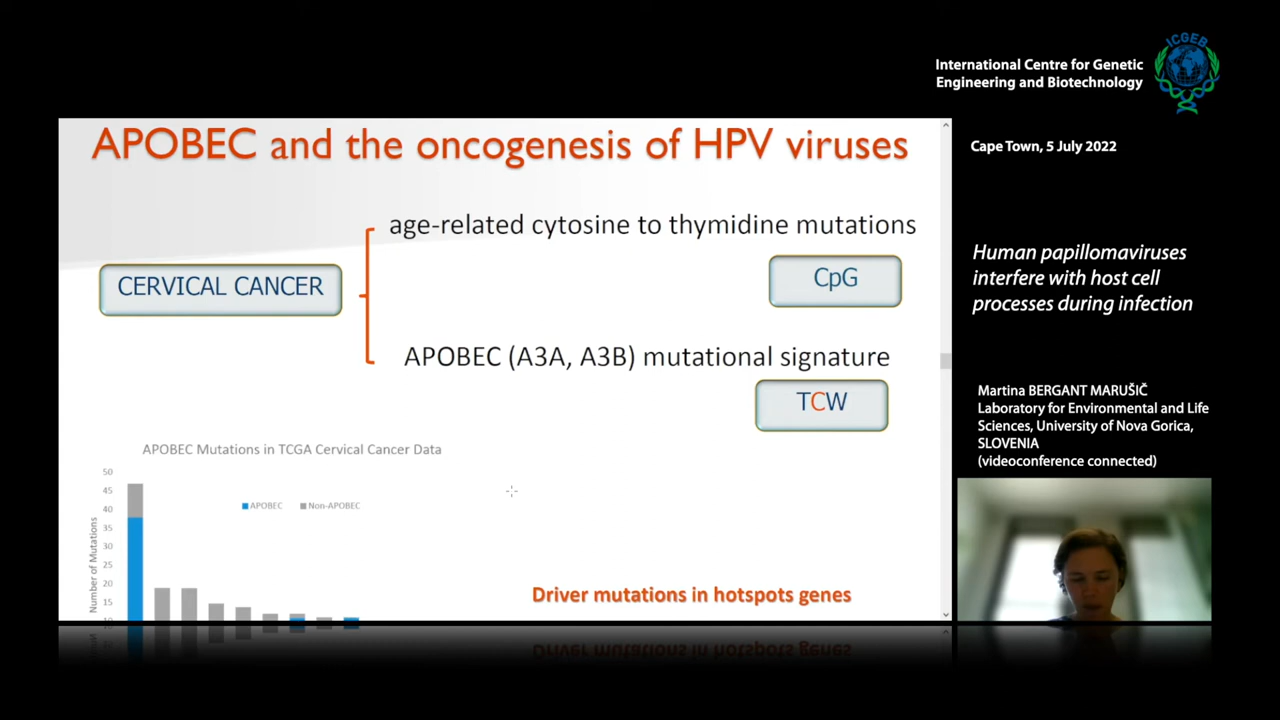 ICGEB
International Centre for Genetic
Engineering and Biotechnology
Cape Town, 5 July 2022
APOBEC and the oncogenesis of HPV viruses
age-related cytosine to thymidine mutations
CpG
CERVICAL CANCER
APOBEC (A3A, A3B) mutational signature
TCW
APOBEC Mutations in TCGA Cervical Cancer Data
Number of Mutations
50
45
40
35
30
25
20
15
10
APOBEC
Non-APOBEC
Driver mutations in hotspots genes
Human papillomaviruses
interfere with host cell
processes during infection
Martina BERGANT MARUŠIČ
Laboratory for Environmental and Life
Sciences, University of Nova Gorica,
SLOVENIA
(videoconference connected)